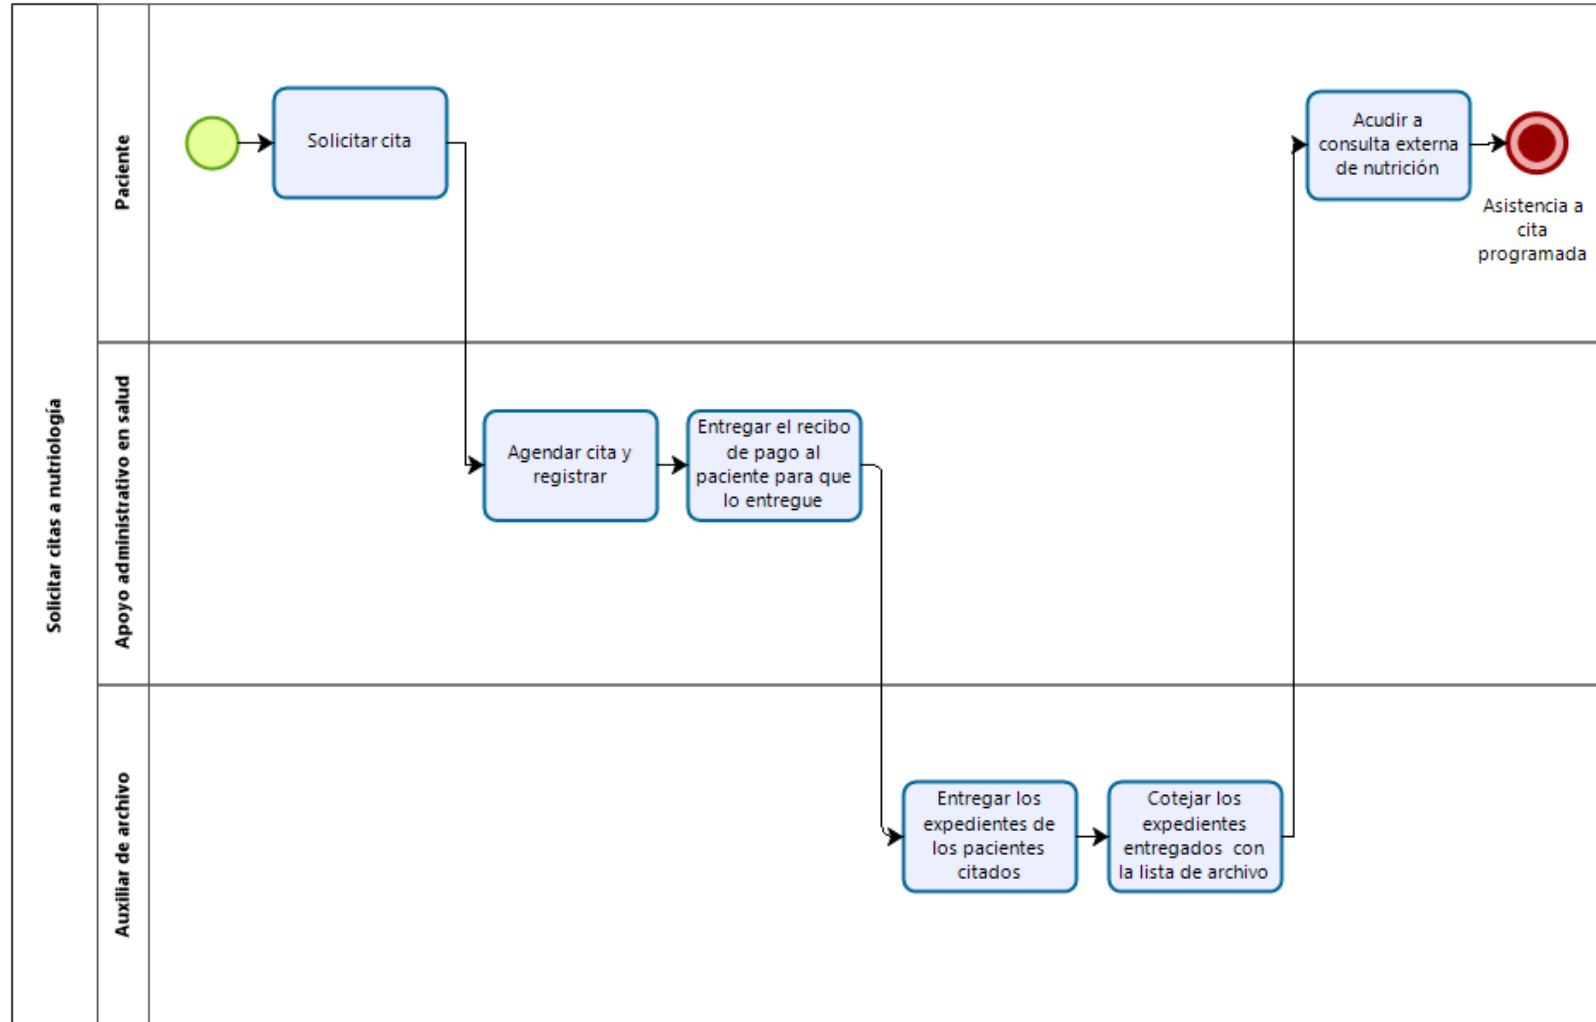 Solicitar citas a nutriología
Paciente
Solicitar cita
Acudir a
consulta externa
de nutrición
Asistencia a
cita
programada
Apoyo administrativo en salud
Agendar cita y
registrar
Entregar el recibo
de pago al
paciente para que
lo entregue
Auxiliar de archivo
Entregar los
expedientes de
los pacientes
citados
Cotejar los
expedientes
entregados  con
la lista de archivo